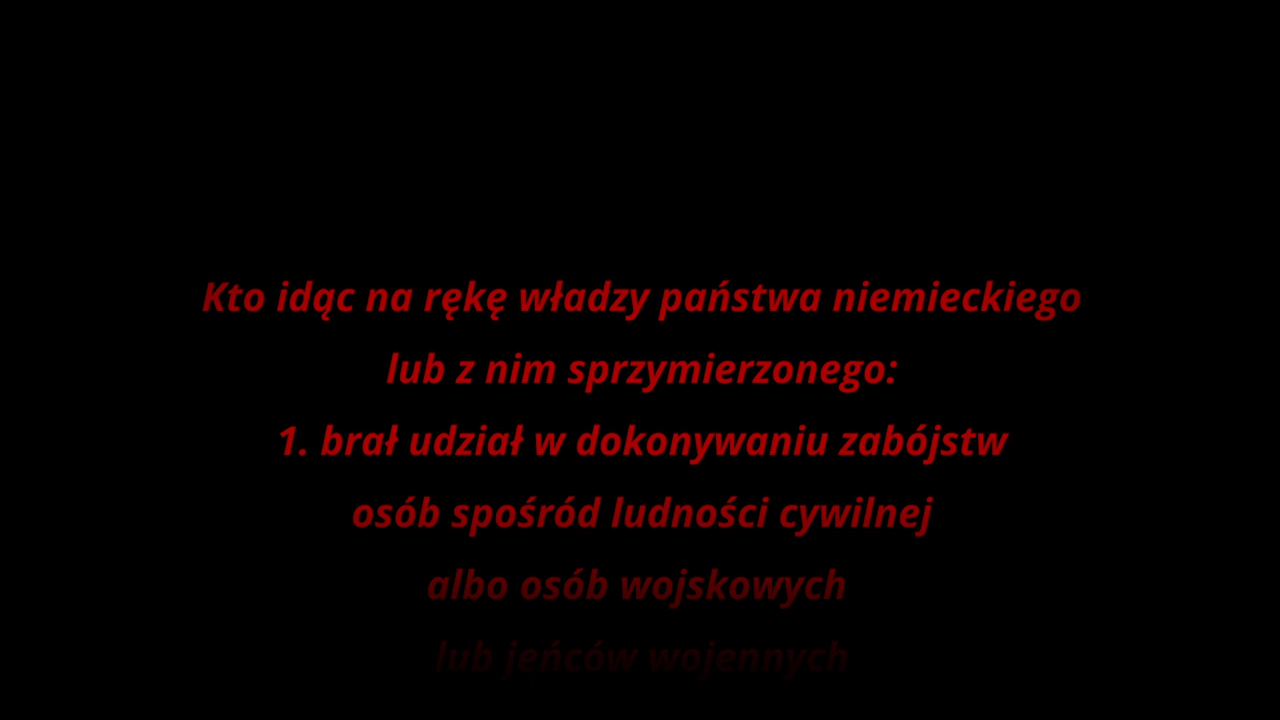 Kto idąc na rękę władzy państwa niemieckiego
lub z nim sprzymierzonego:
1. brał udział w dokonywaniu zabójstw
osób spośród ludności cywilnej
albo osób wojskowych
lub jęńców wojennych